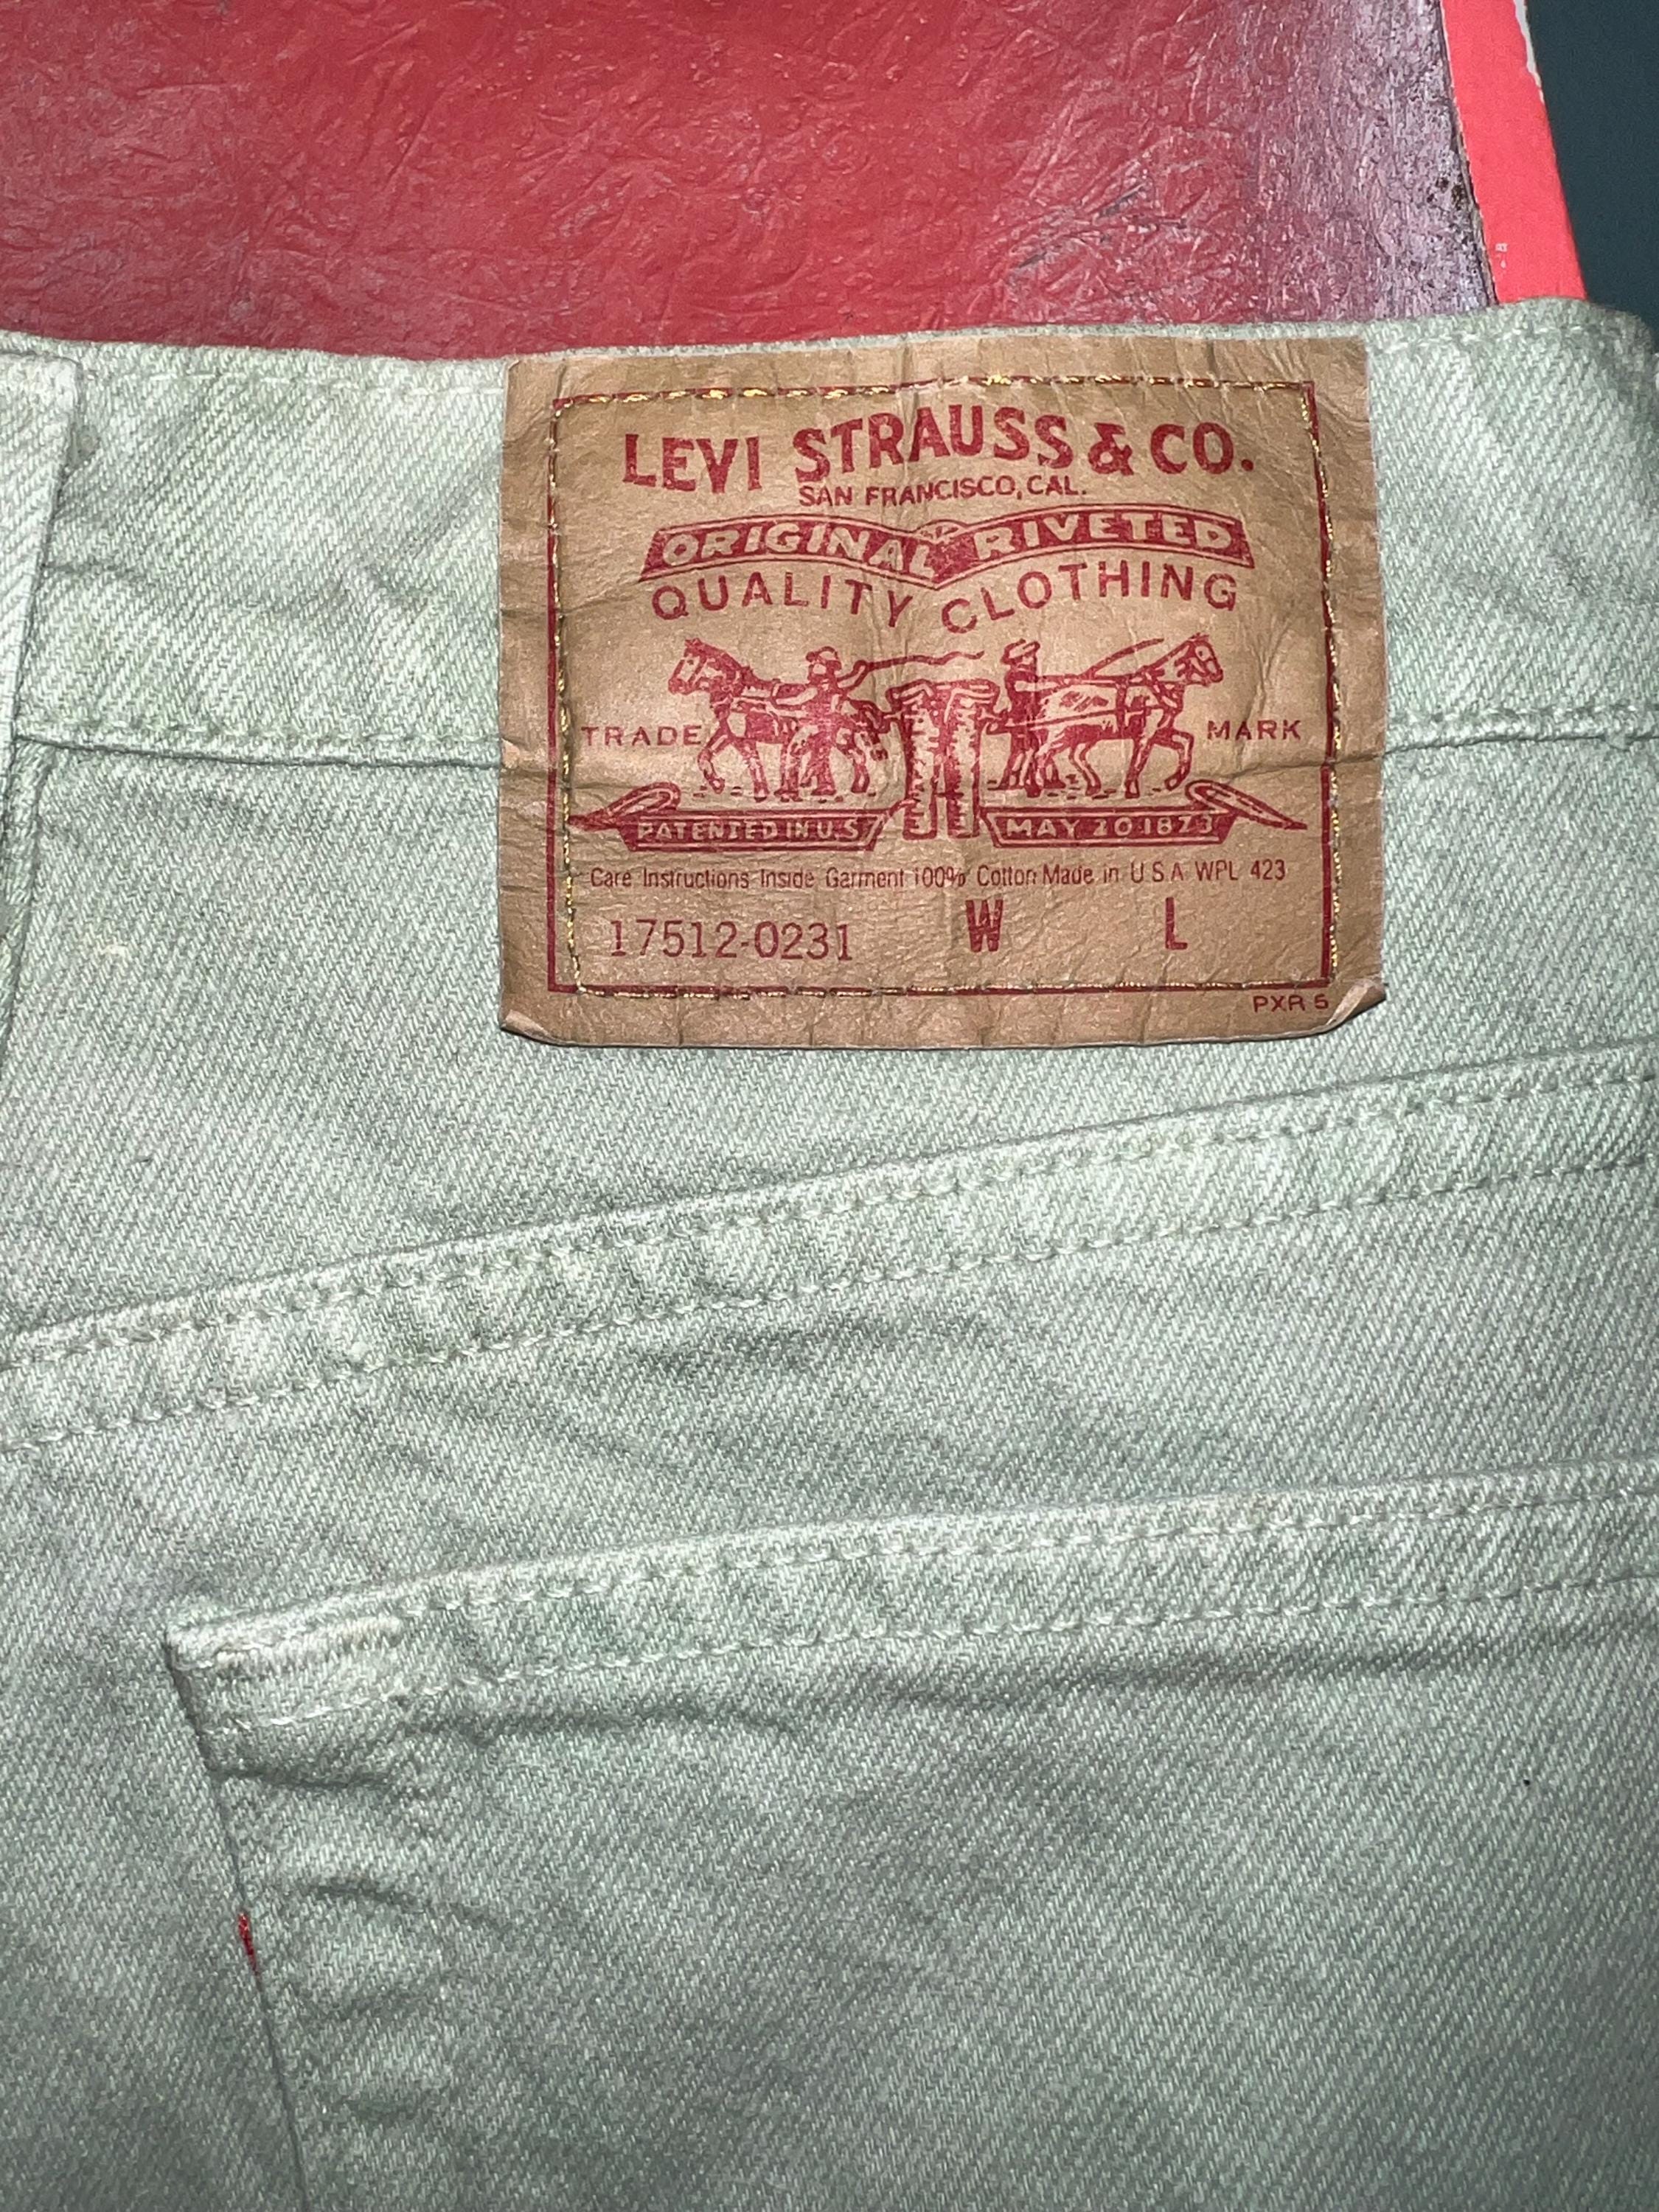 LEVI STRAUSS & CO.
SAN FRANCISCO, CAL.
ORIGINAL RIVETED
QUALITY CLOTHING
TRADE MARK
PATENTED IN U.S MAY 20 1873
Care Instructions Inside Garment 100% Cotton Made in U S A WPL 423
17512-0231 W L
PXR 5